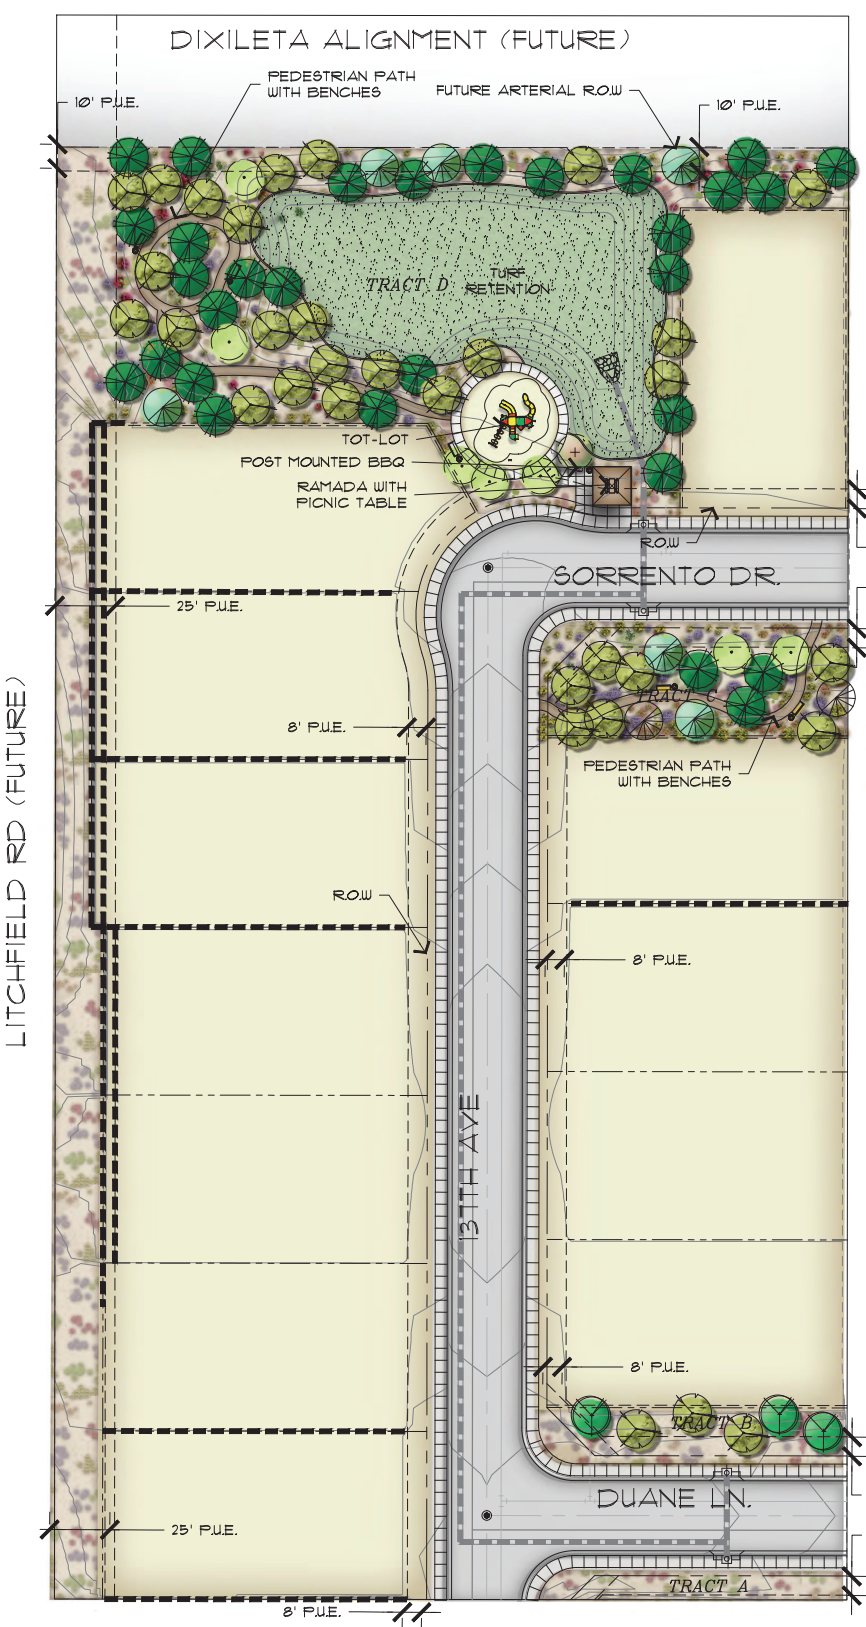 DIXILETA ALIGNMENT (FUTURE)
PEDESTRIAN PATH
WITH BENCHES
FUTURE ARTERIAL R.O.W
10' P.U.E.
10' P.U.E.
TRACT D
TURF
RETENTION
TOT-LOT
POST MOUNTED BBQ
RAMADA WITH
PICNIC TABLE
R.O.W
SORRENTO DR.
25' P.U.E.
TRACT C
8' P.U.E.
PEDESTRIAN PATH
WITH BENCHES
LITCHFIELD RD (FUTURE)
R.O.W
8' P.U.E.
137TH AVE
8' P.U.E.
TRACT B
DUANE LN.
25' P.U.E.
TRACT A
8' P.U.E.